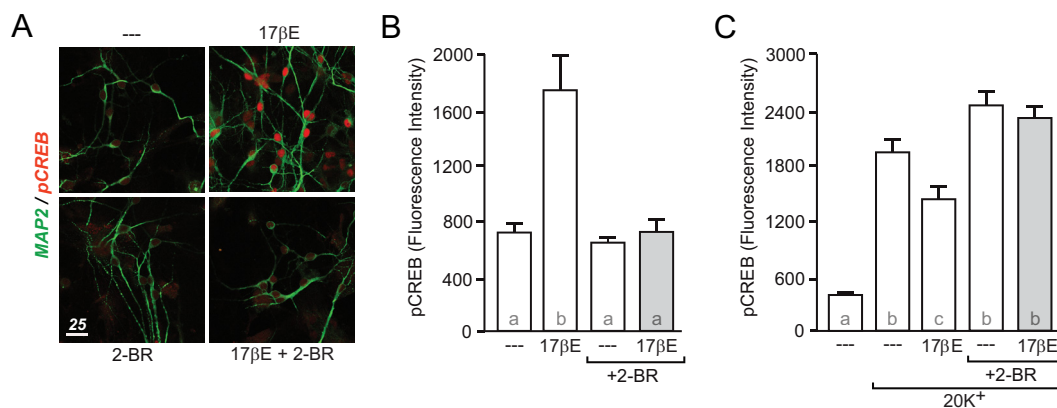 A
---
17βE
MAP2 / pCREB
25
2-BR
17βE + 2-BR
B
pCREB (Fluorescence Intensity)
2000
1600
1200
800
400
0
a
b
a
a
---
17βE
---
17βE
+2-BR
C
pCREB (Fluorescence Intensity)
3000
2400
1800
1200
600
0
a
b
c
b
b
---
---
17βE
---
17βE
+2-BR
20K⁺